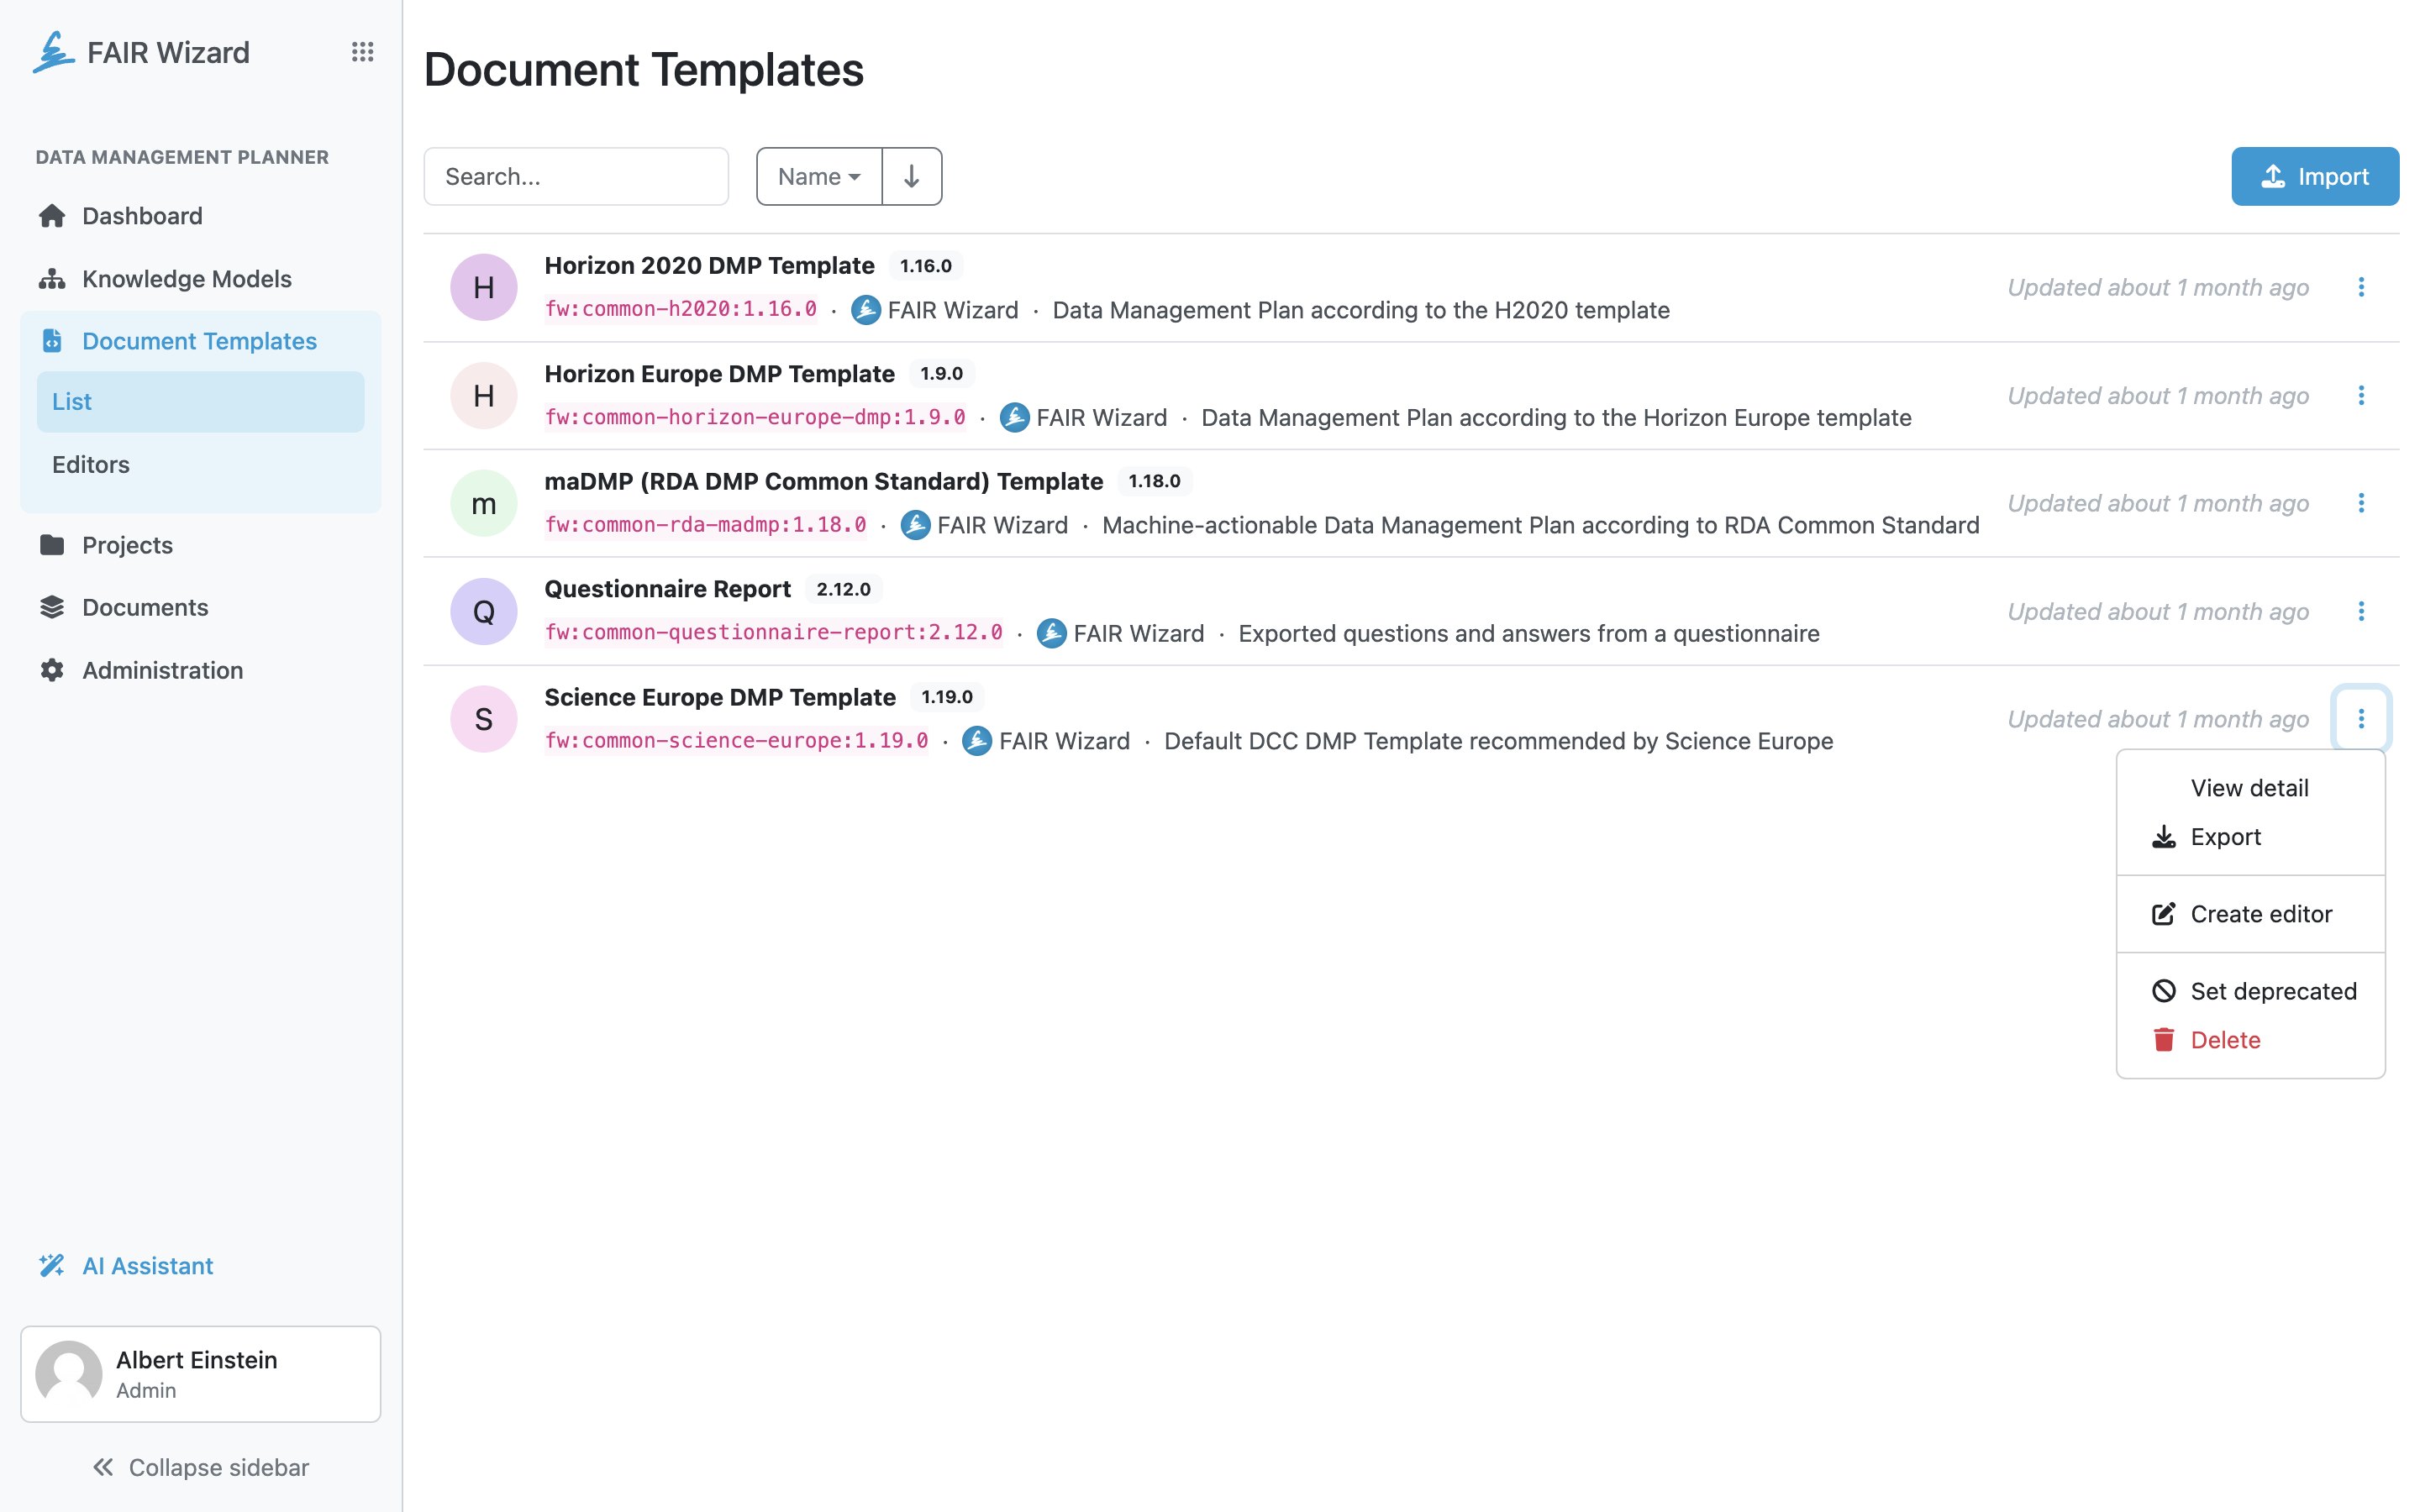 FAIR Wizard
DATA MANAGEMENT PLANNER
Dashboard
Knowledge Models
Document Templates
List
Editors
Projects
Documents
Administration
AI Assistant
Albert Einstein
Admin
Collapse sidebar
Document Templates
Search...
Name
Import
Horizon 2020 DMP Template 1.16.0
fw:common-h2020:1.16.0 · FAIR Wizard · Data Management Plan according to the H2020 template
H
Updated about 1 month ago
Horizon Europe DMP Template 1.9.0
fw:common-horizon-europe-dmp:1.9.0 · FAIR Wizard · Data Management Plan according to the Horizon Europe template
H
Updated about 1 month ago
maDMP (RDA DMP Common Standard) Template 1.18.0
fw:common-rda-madmp:1.18.0 · FAIR Wizard · Machine-actionable Data Management Plan according to RDA Common Standard
m
Updated about 1 month ago
Questionnaire Report 2.12.0
fw:common-questionnaire-report:2.12.0 · FAIR Wizard · Exported questions and answers from a questionnaire
Q
Updated about 1 month ago
Science Europe DMP Template 1.19.0
fw:common-science-europe:1.19.0 · FAIR Wizard · Default DCC DMP Template recommended by Science Europe
S
Updated about 1 month ago
View detail
Export
Create editor
Set deprecated
Delete